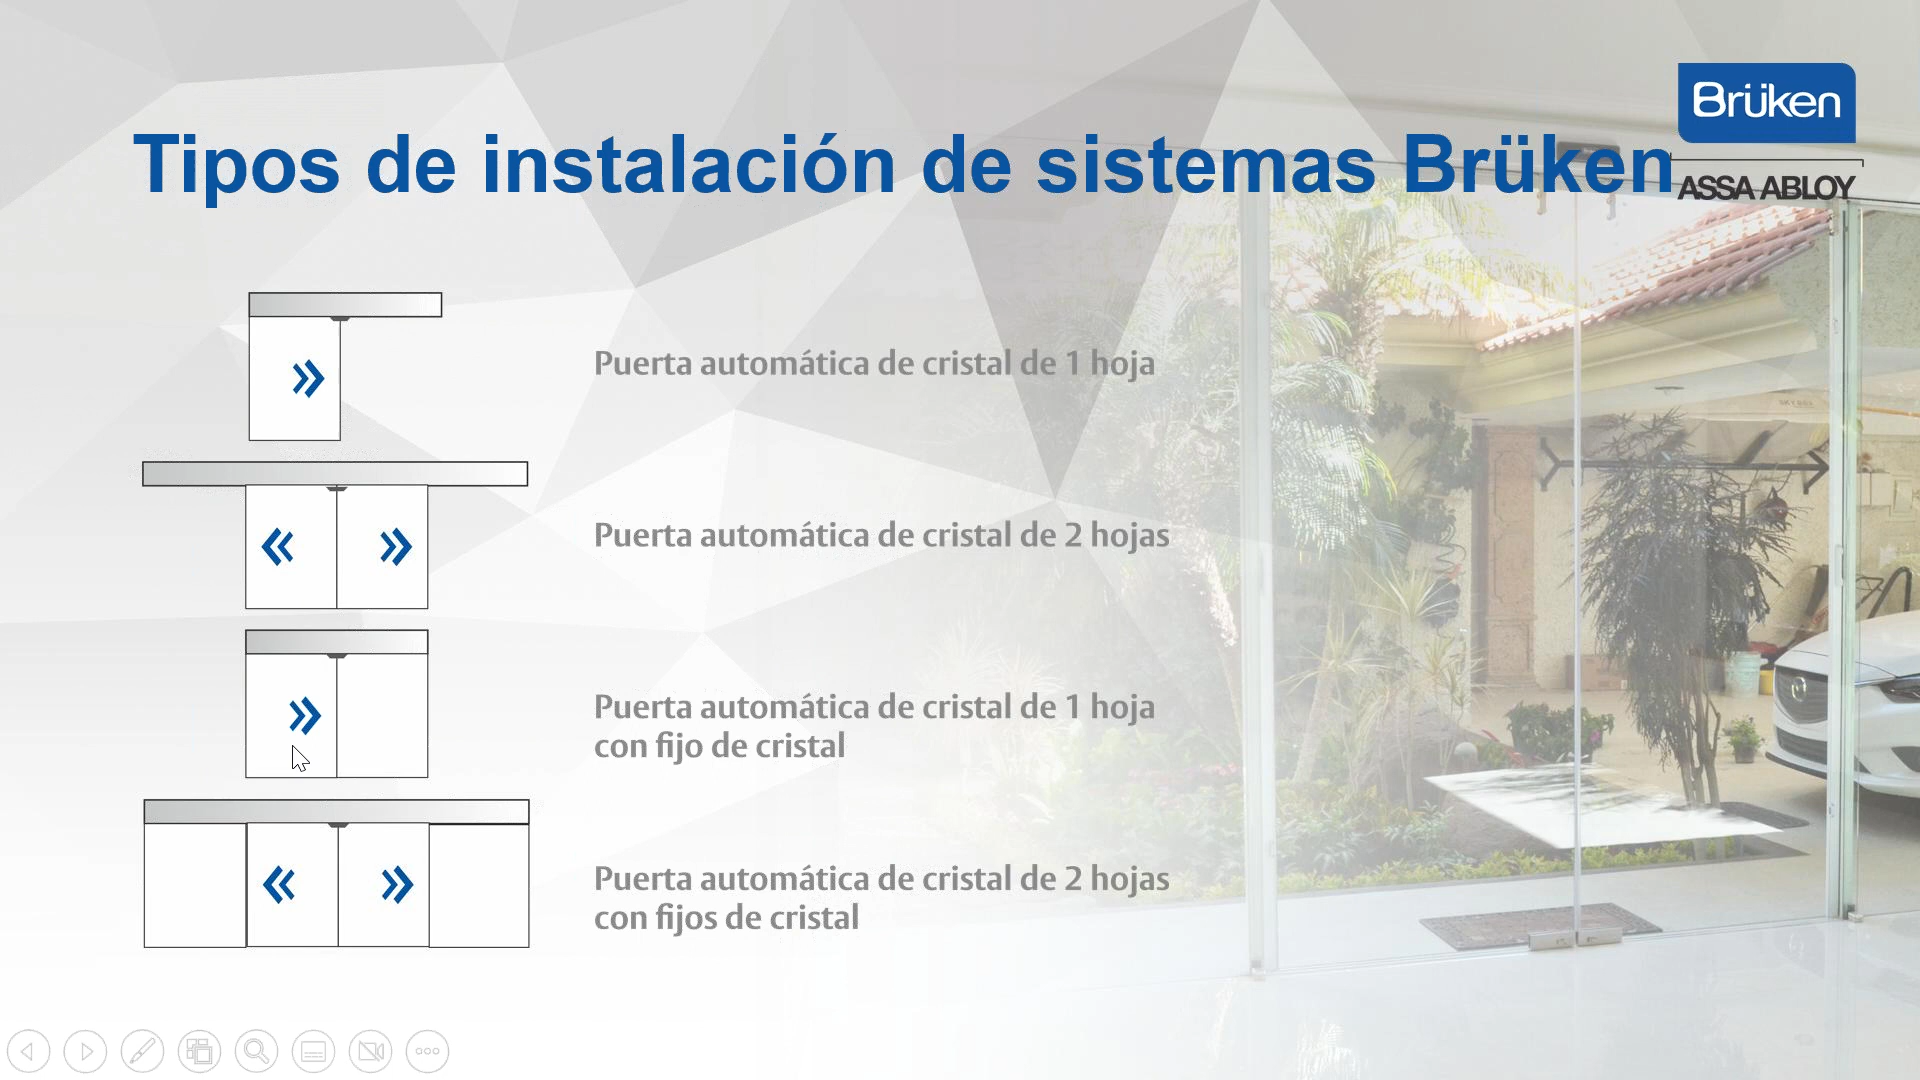 Brüken
Tipos de instalación de sistemas Brüken
ASSA ABLOY
Puerta automática de cristal de 1 hoja
Puerta automática de cristal de 2 hojas
Puerta automática de cristal de 1 hoja
con fijo de cristal
Puerta automática de cristal de 2 hojas
con fijos de cristal